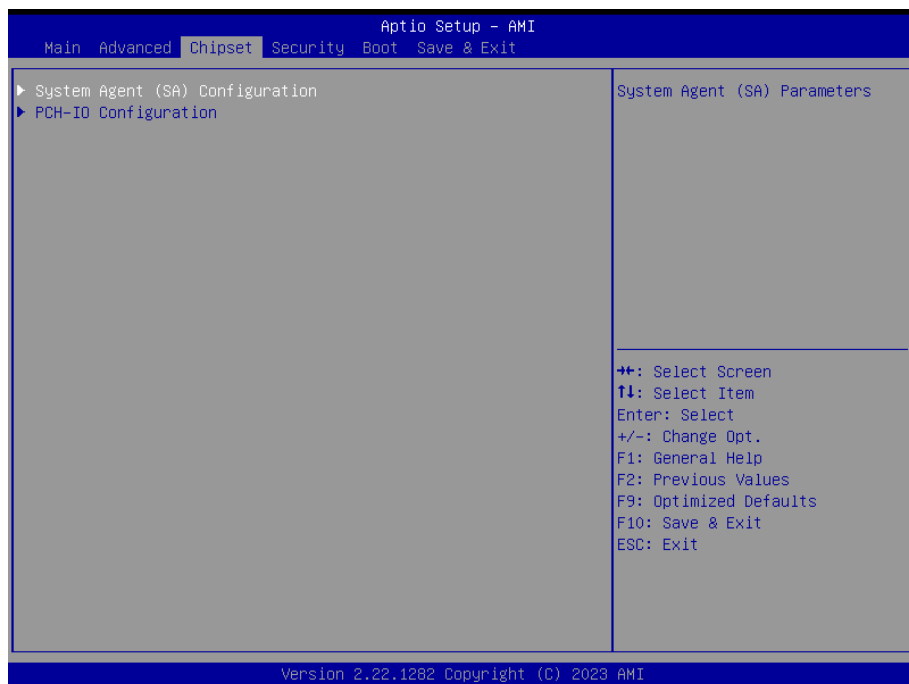 Aptio Setup - AMI
Main Advanced Chipset Security Boot Save & Exit
▶ System Agent (SA) Configuration
▶ PCH-IO Configuration
System Agent (SA) Parameters
→←: Select Screen
↑↓: Select Item
Enter: Select
+/-: Change Opt.
F1: General Help
F2: Previous Values
F9: Optimized Defaults
F10: Save & Exit
ESC: Exit
Version 2.22.1282 Copyright (C) 2023 AMI